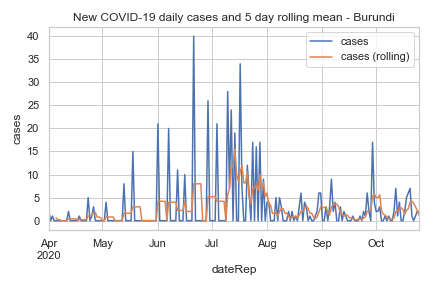 New COVID-19 daily cases and 5 day rolling mean - Burundi
cases
cases (rolling)
40
35
30
25
20
15
10
5
0
cases
Apr
2020
May
Jun
Jul
Aug
Sep
Oct
dateRep